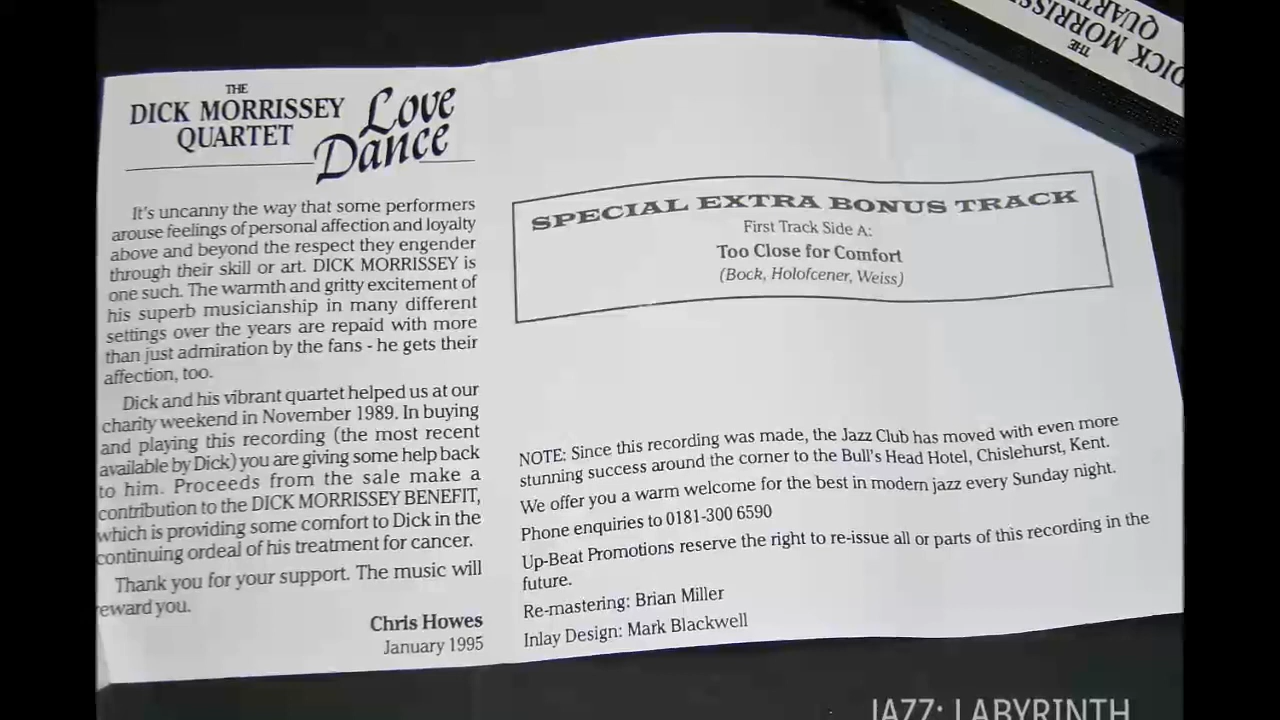 THE
DICK MORRISSEY
QUARTET
Love
Dance
It's uncanny the way that some performers
arouse feelings of personal affection and loyalty
above and beyond the respect they engender
through their skill or art. DICK MORRISSEY is
one such. The warmth and gritty excitement of
his superb musicianship in many different
settings over the years are repaid with more
than just admiration by the fans - he gets their
affection, too.
Dick and his vibrant quartet helped us at our
charity weekend in November 1989. In buying
and playing this recording (the most recent
available by Dick) you are giving some help back
to him. Proceeds from the sale make a
contribution to the DICK MORRISSEY BENEFIT,
which is providing some comfort to Dick in the
continuing ordeal of his treatment for cancer.
Thank you for your support. The music will
reward you.
Chris Howes
January 1995
SPECIAL EXTRA BONUS TRACK
First Track Side A:
Too Close for Comfort
(Bock, Holofcener, Weiss)
NOTE: Since this recording was made, the Jazz Club has moved with even more
stunning success around the corner to the Bull's Head Hotel, Chislehurst, Kent.
We offer you a warm welcome for the best in modern jazz every Sunday night.
Phone enquiries to 0181-300 6590
Up-Beat Promotions reserve the right to re-issue all or parts of this recording in the
future.
Re-mastering: Brian Miller
Inlay Design: Mark Blackwell
THE
DICK MORRISSE
QUART
JAZZ: LABYRINTH